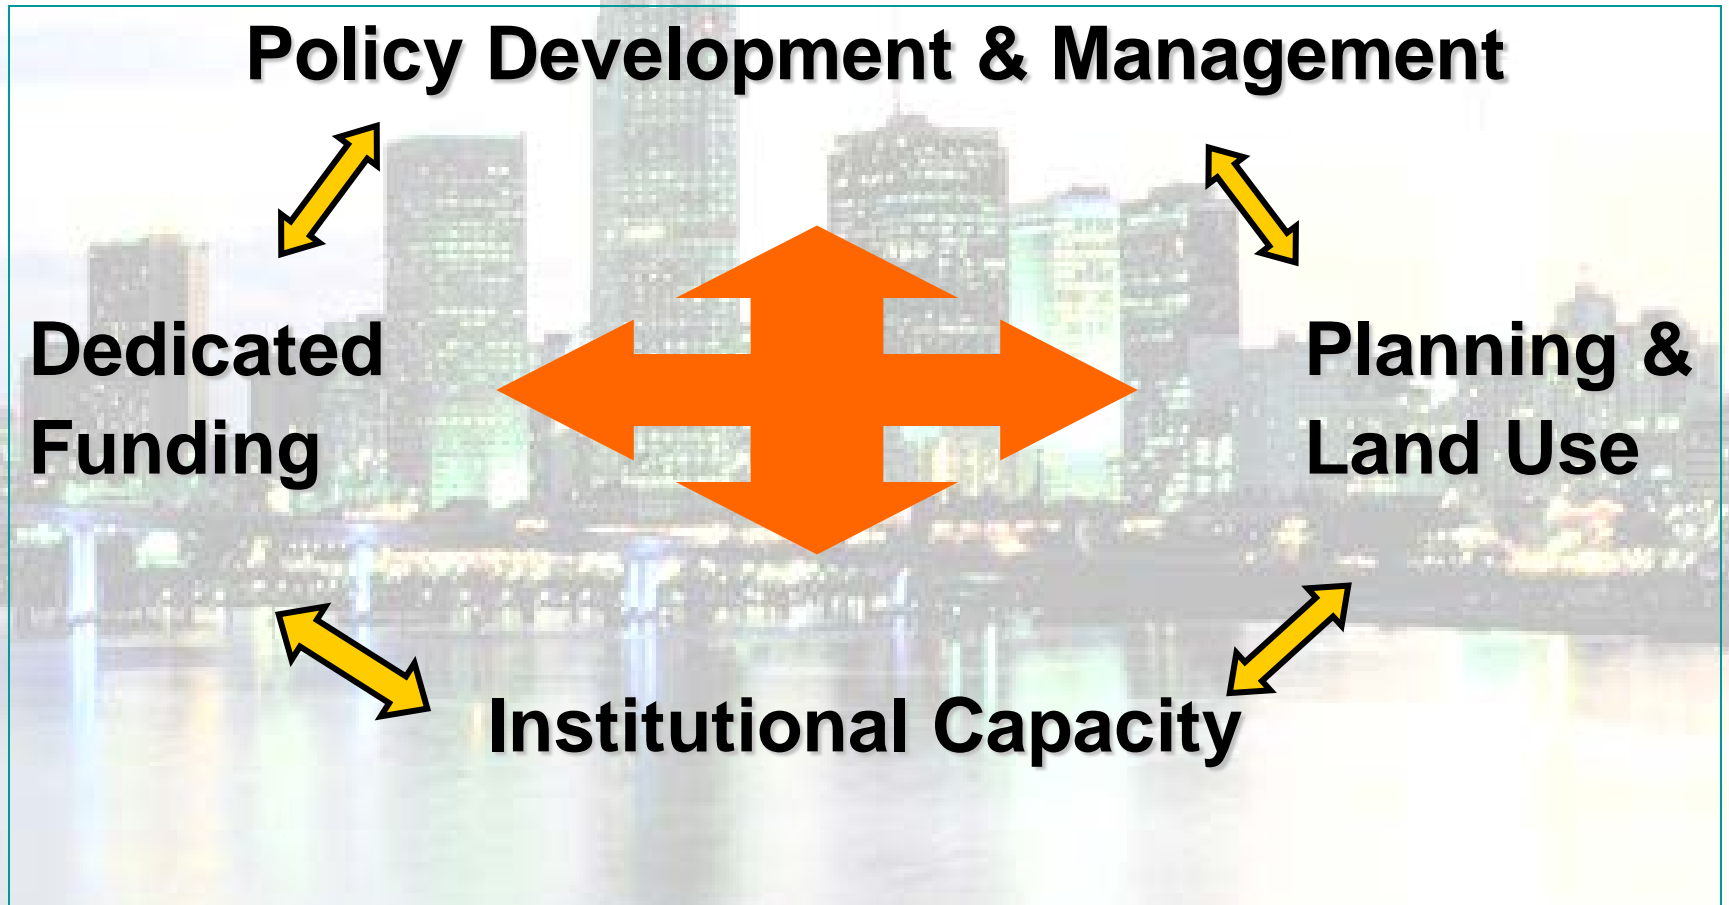 Policy Development & Management
Dedicated
Funding
Planning &
Land Use
Institutional Capacity